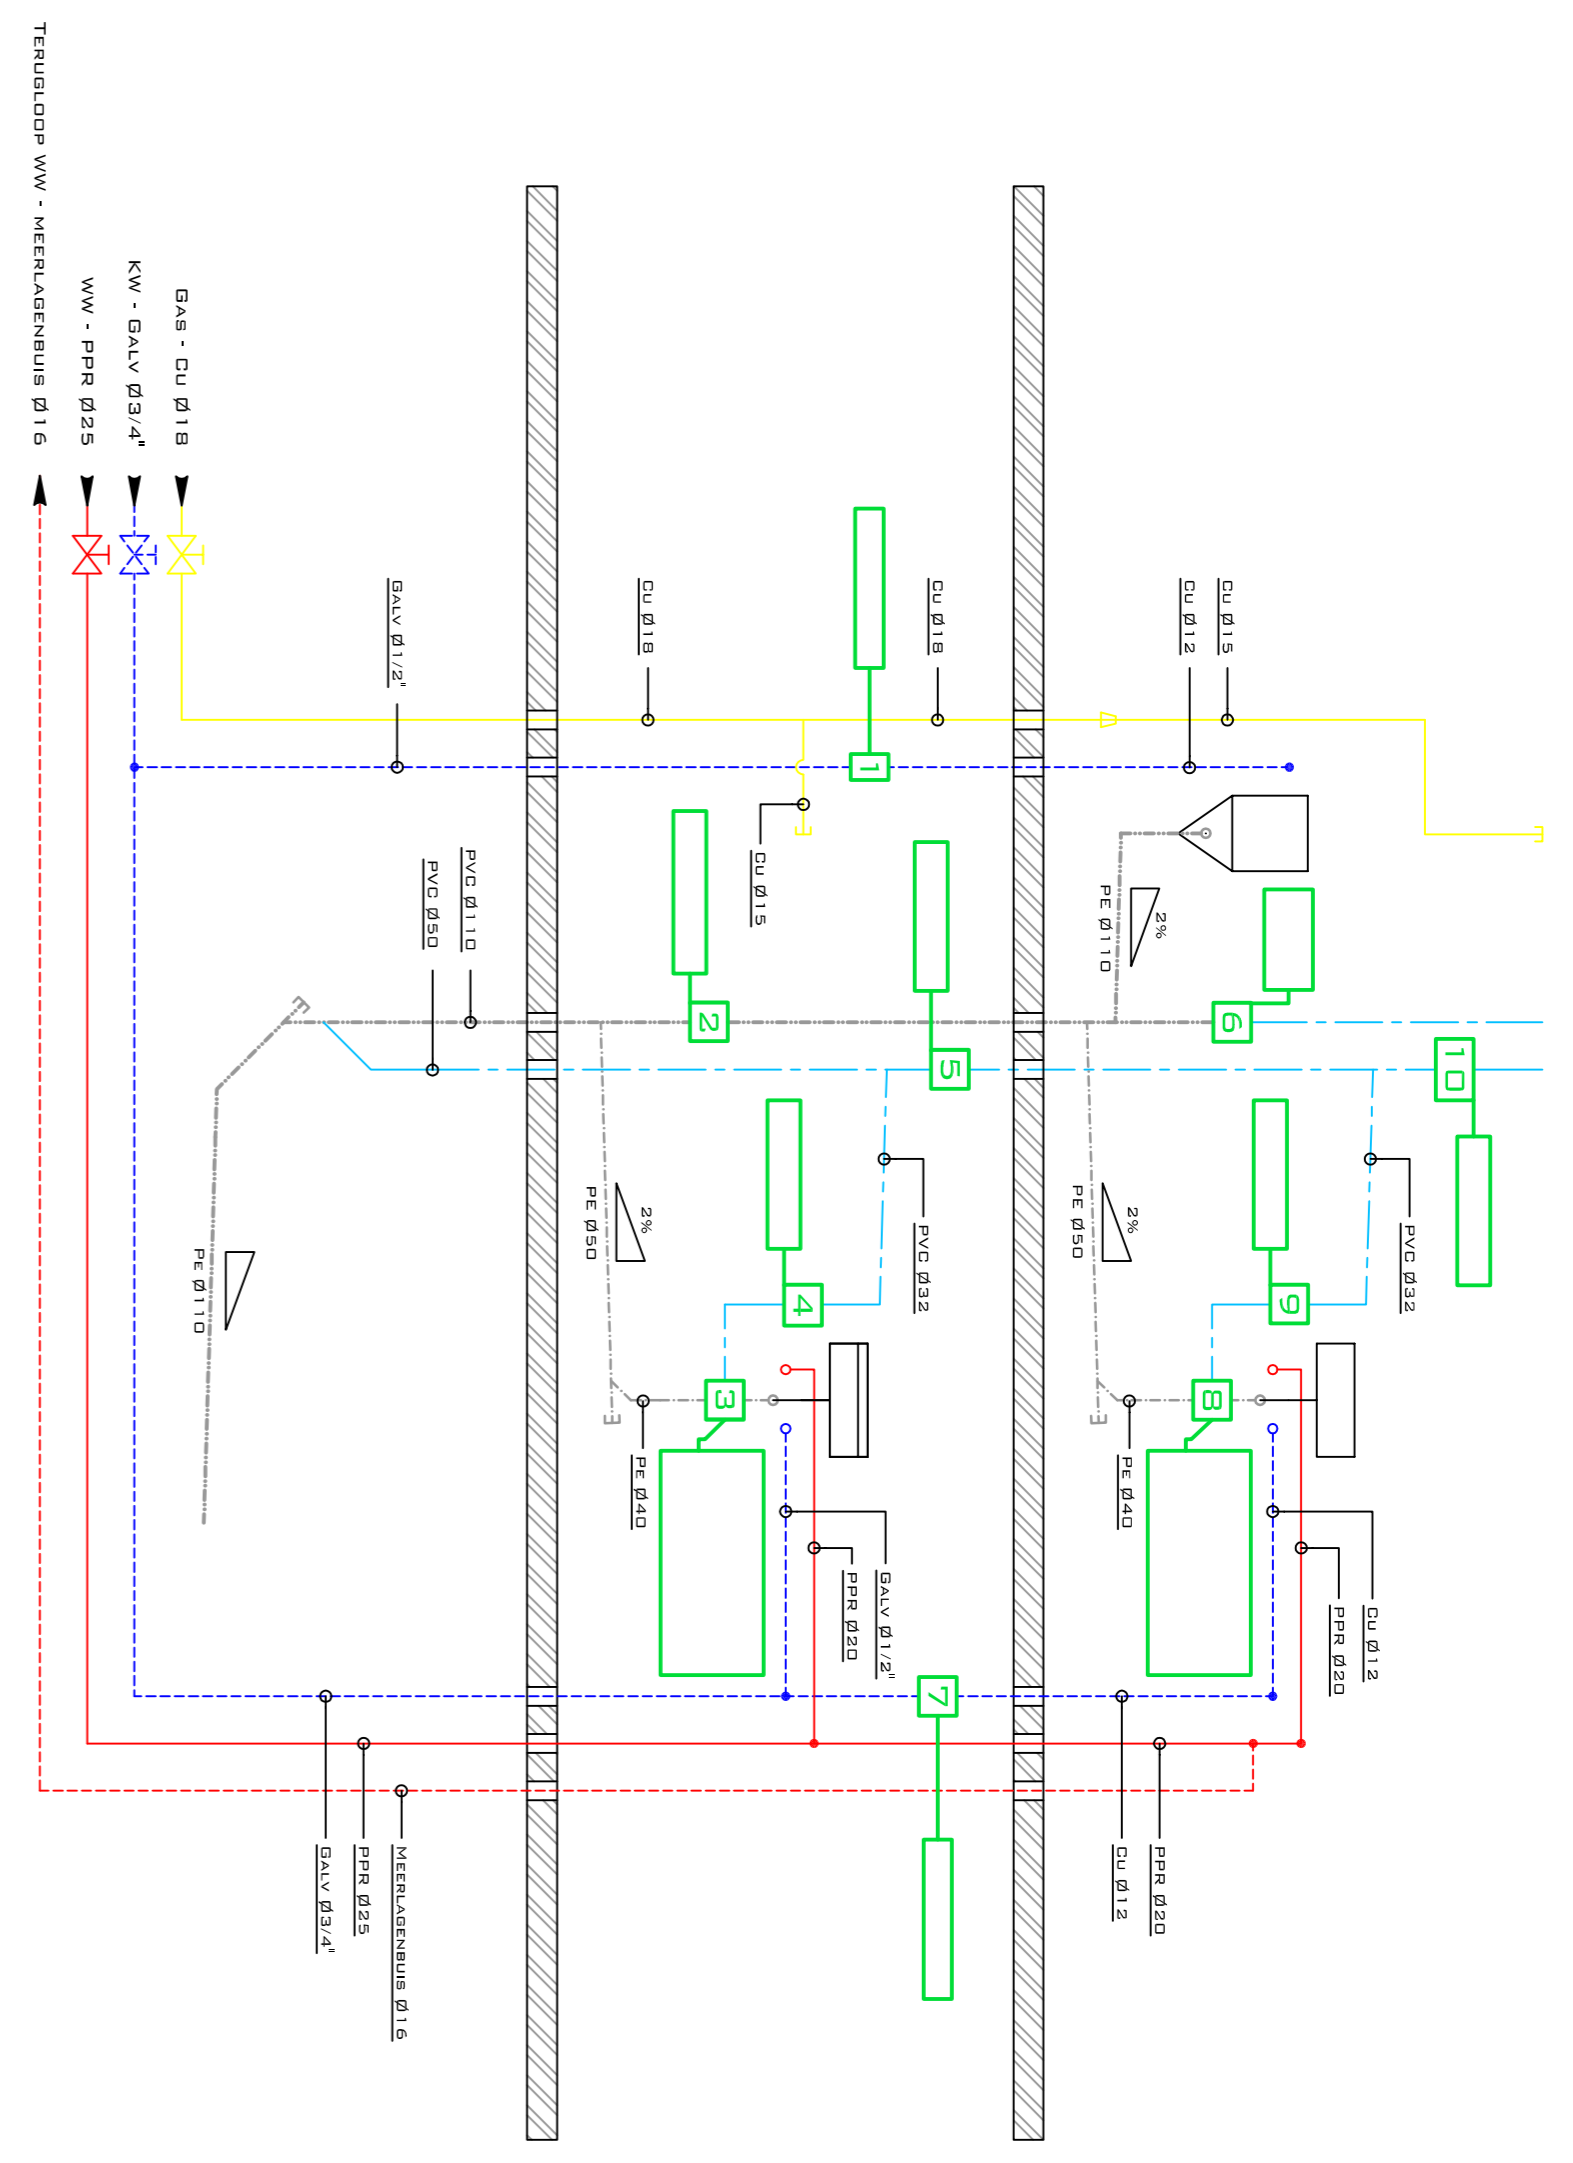 Terugloop WW - meerlagenbuis Ø16
WW - PPR Ø25
KW - Galv Ø3/4"
Gas - Cu Ø18
Cu Ø15
Cu Ø12
Cu Ø18
Cu Ø18
Galv Ø1/2"
1
Cu Ø15
2%
PE Ø110
PVC Ø110
PVC Ø50
6
2
10
5
PVC Ø32
2%
PE Ø50
PVC Ø32
2%
PE Ø50
Pe Ø110
9
4
8
3
Pe Ø40
Pe Ø40
Cu Ø12
PPR Ø20
Galv Ø1/2"
PPR Ø20
7
PPR Ø20
Cu Ø12
Meerlagenbuis Ø16
PPR Ø25
Galv Ø3/4"